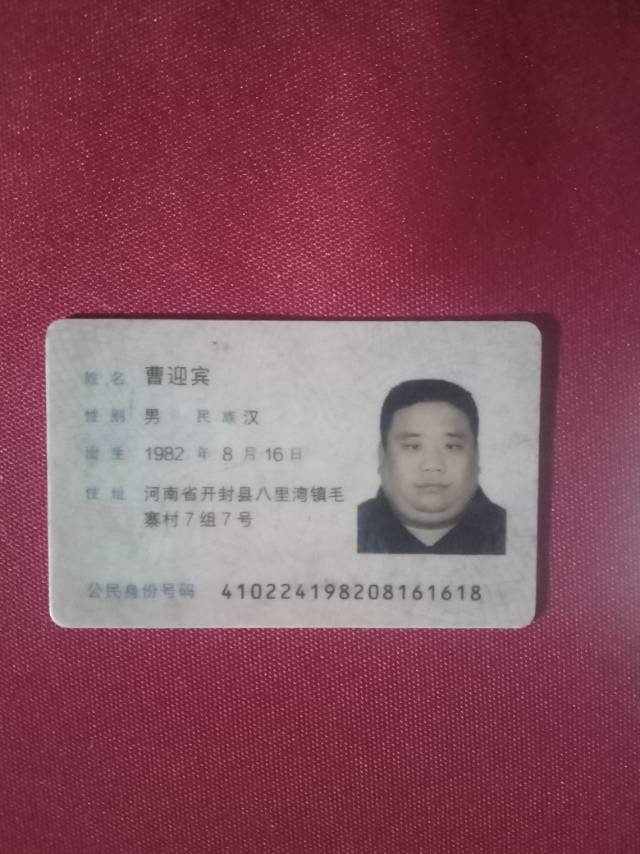 姓名 曹迎宾
性别 男 民族 汉
出生 1982 年 8 月 16 日
住址 河南省开封县八里湾镇毛
寨村7组7号
公民身份号码 410224198208161618